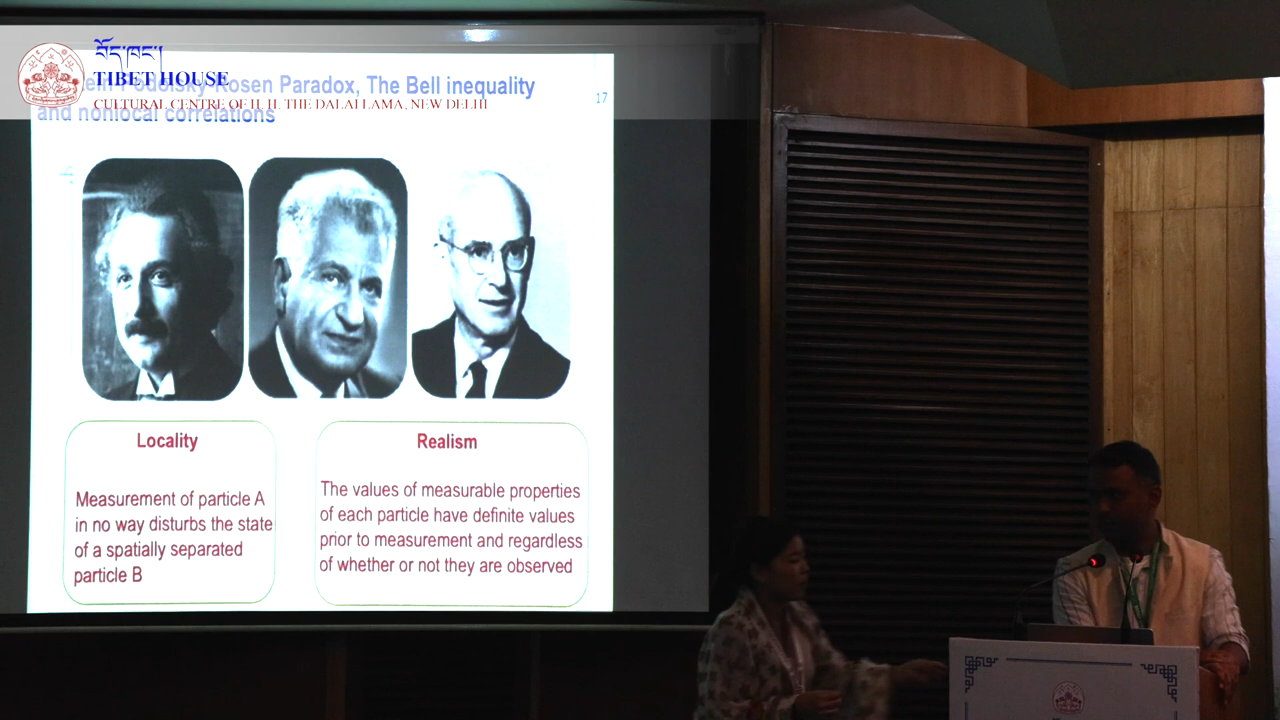 བོད་ཁང་།
TIBET HOUSE
CULTURAL CENTRE OF H. H. THE DALAI LAMA, NEW DELHI
Podolsky-Rosen Paradox, The Bell inequality
and nonlocal correlations
17
Locality
Measurement of particle A
in no way disturbs the state
of a spatially separated
particle B
Realism
The values of measurable properties
of each particle have definite values
prior to measurement and regardless
of whether or not they are observed